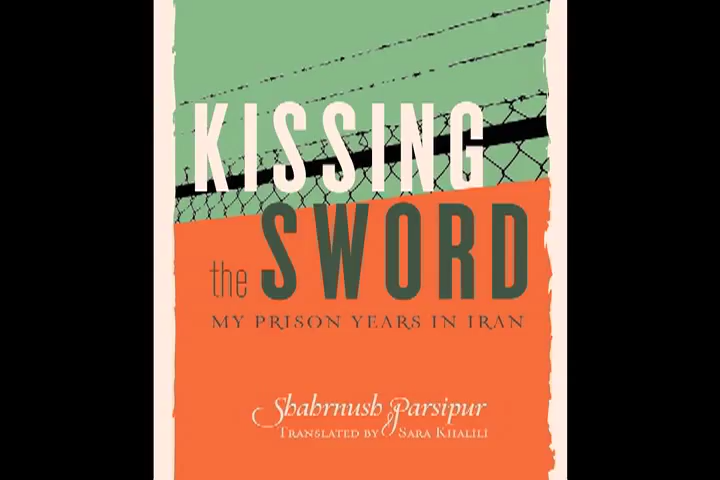 KISSING
the SWORD
MY PRISON YEARS IN IRAN
Shahrnush Parsipur
TRANSLATED BY SARA KHALILI